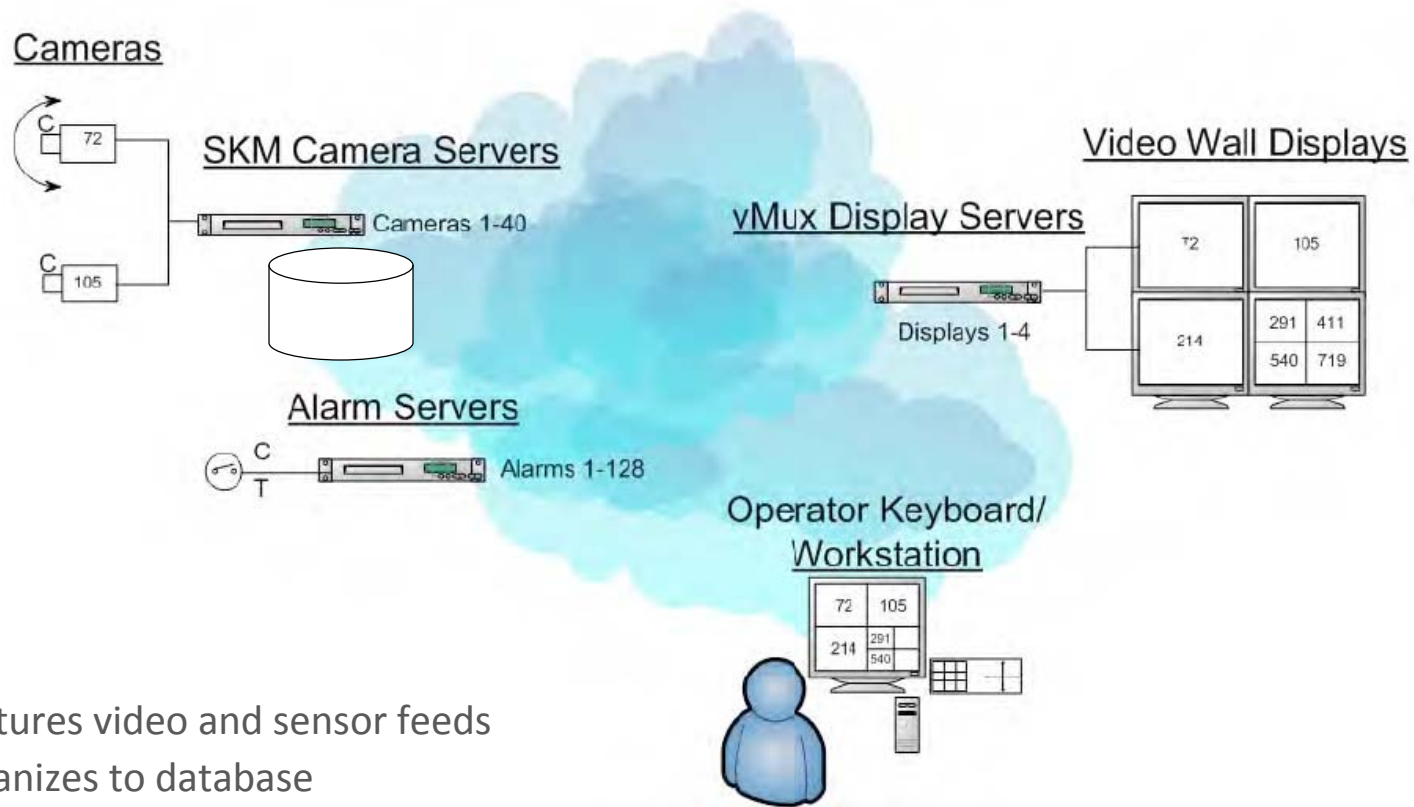 Cameras
C
72
C
105
SKM Camera Servers
Cameras 1-40
Alarm Servers
C
T
Alarms 1-128
vMux Display Servers
Displays 1-4
Video Wall Displays
72
105
214
291 411
540 719
Operator Keyboard/
Workstation
72 105
214
291
540
tures video and sensor feeds
anizes to database